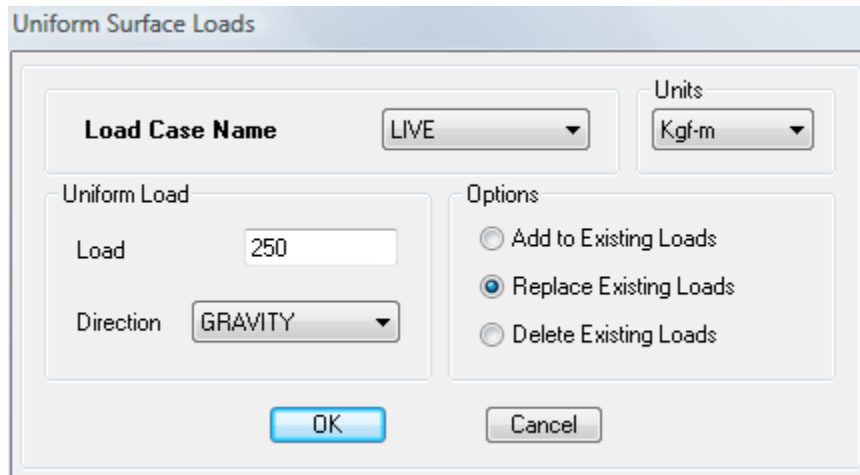 Uniform Surface Loads
Units
Load Case Name LIVE Kgf-m
Uniform Load Options
Load 250 Add to Existing Loads
Replace Existing Loads
Direction GRAVITY
Delete Existing Loads
OK Cancel